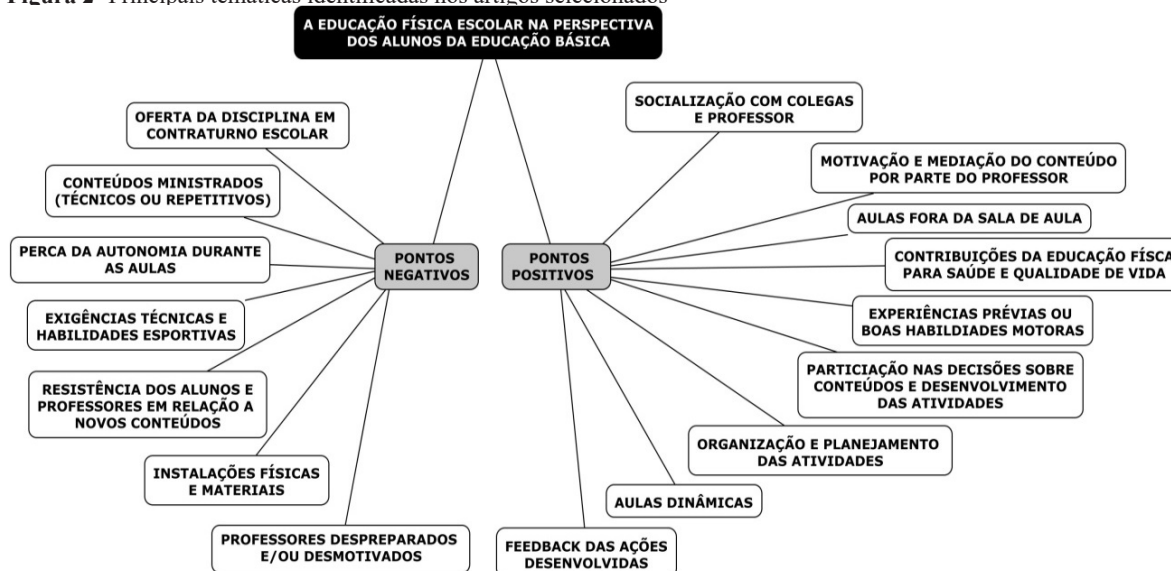 Figura 2- Principais temáticas identificadas nos artigos selecionados
A EDUCAÇÃO FÍSICA ESCOLAR NA PERSPECTIVA
DOS ALUNOS DA EDUCAÇÃO BÁSICA
OFERTA DA DISCIPLINA EM
CONTRATURNO ESCOLAR
CONTEÚDOS MINISTRADOS
(TÉCNICOS OU REPETITIVOS)
PERCA DA AUTONOMIA DURANTE
AS AULAS
EXIGÊNCIAS TÉCNICAS E
HABILIDADES ESPORTIVAS
RESISTÊNCIA DOS ALUNOS E
PROFESSORES EM RELAÇÃO A
NOVOS CONTEÚDOS
INSTALAÇÕES FÍSICAS
E MATERIAIS
PROFESSORES DESPREPARADOS
E/OU DESMOTIVADOS
PONTOS
NEGATIVOS
PONTOS
POSITIVOS
SOCIALIZAÇÃO COM COLEGAS
E PROFESSOR
MOTIVAÇÃO E MEDIAÇÃO DO CONTEÚDO
POR PARTE DO PROFESSOR
AULAS FORA DA SALA DE AULA
CONTRIBUIÇÕES DA EDUCAÇÃO FÍSCA
PARA SAÚDE E QUALIDADE DE VIDA
EXPERIÊNCIAS PRÉVIAS OU
BOAS HABILDIADES MOTORAS
PARTICIAÇÃO NAS DECISÕES SOBRE
CONTEÚDOS E DESENVOLVIMENTO
DAS ATIVIDADES
ORGANIZAÇÃO E PLANEJAMENTO
DAS ATIVIDADES
AULAS DINÂMICAS
FEEDBACK DAS AÇÕES
DESENVOLVIDAS